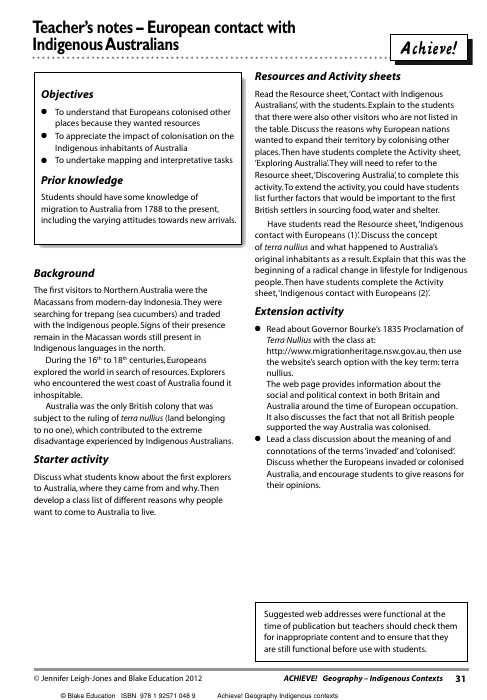 Teacher's notes – European contact with
Indigenous Australians
Achieve!
Objectives
● To understand that Europeans colonised other
places because they wanted resources
● To appreciate the impact of colonisation on the
Indigenous inhabitants of Australia
● To undertake mapping and interpretative tasks
Prior knowledge
Students should have some knowledge of
migration to Australia from 1788 to the present,
including the varying attitudes towards new arrivals.
Background
The first visitors to Northern Australia were the
Macassans from modern-day Indonesia. They were
searching for trepang (sea cucumbers) and traded
with the Indigenous people. Signs of their presence
remain in the Macassan words still present in
Indigenous languages in the north.
During the 16th to 18th centuries, Europeans
explored the world in search of resources. Explorers
who encountered the west coast of Australia found it
inhospitable.
Australia was the only British colony that was
subject to the ruling of terra nullius (land belonging
to no one), which contributed to the extreme
disadvantage experienced by Indigenous Australians.
Starter activity
Discuss what students know about the first explorers
to Australia, where they came from and why. Then
develop a class list of different reasons why people
want to come to Australia to live.
Resources and Activity sheets
Read the Resource sheet, 'Contact with Indigenous
Australians', with the students. Explain to the students
that there were also other visitors who are not listed in
the table. Discuss the reasons why European nations
wanted to expand their territory by colonising other
places. Then have students complete the Activity sheet,
'Exploring Australia'. They will need to refer to the
Resource sheet, 'Discovering Australia', to complete this
activity. To extend the activity, you could have students
list further factors that would be important to the first
British settlers in sourcing food, water and shelter.
Have students read the Resource sheet, 'Indigenous
contact with Europeans (1)'. Discuss the concept
of terra nullius and what happened to Australia's
original inhabitants as a result. Explain that this was the
beginning of a radical change in lifestyle for Indigenous
people. Then have students complete the Activity
sheet, 'Indigenous contact with Europeans (2)'.
Extension activity
● Read about Governor Bourke's 1835 Proclamation of
Terra Nullius with the class at:
http://www.migrationheritage.nsw.gov.au, then use
the website's search option with the key term: terra
nullius.
The web page provides information about the
social and political context in both Britain and
Australia around the time of European occupation.
It also discusses the fact that not all British people
supported the way Australia was colonised.
● Lead a class discussion about the meaning of and
connotations of the terms 'invaded' and 'colonised'.
Discuss whether the Europeans invaded or colonised
Australia, and encourage students to give reasons for
their opinions.
Suggested web addresses were functional at the
time of publication but teachers should check them
for inappropriate content and to ensure that they
are still functional before use with students.
© Jennifer Leigh-Jones and Blake Education 2012
ACHIEVE! Geography – Indigenous Contexts 31
© Blake Education ISBN 978 1 92571 048 9 Achieve! Geography Indigenous contexts